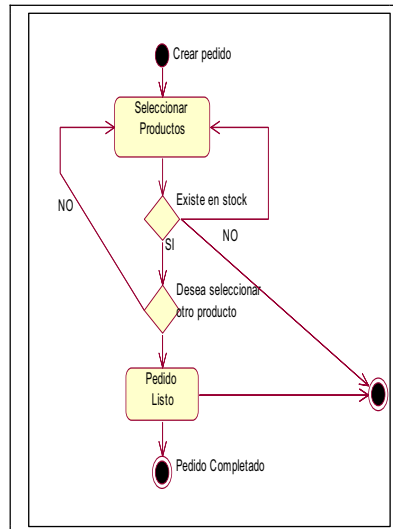 Crear pedido
Seleccionar
Productos
Existe en stock
NO
NO
SI
Desea seleccionar
otro producto
Pedido
Listo
Pedido Completado